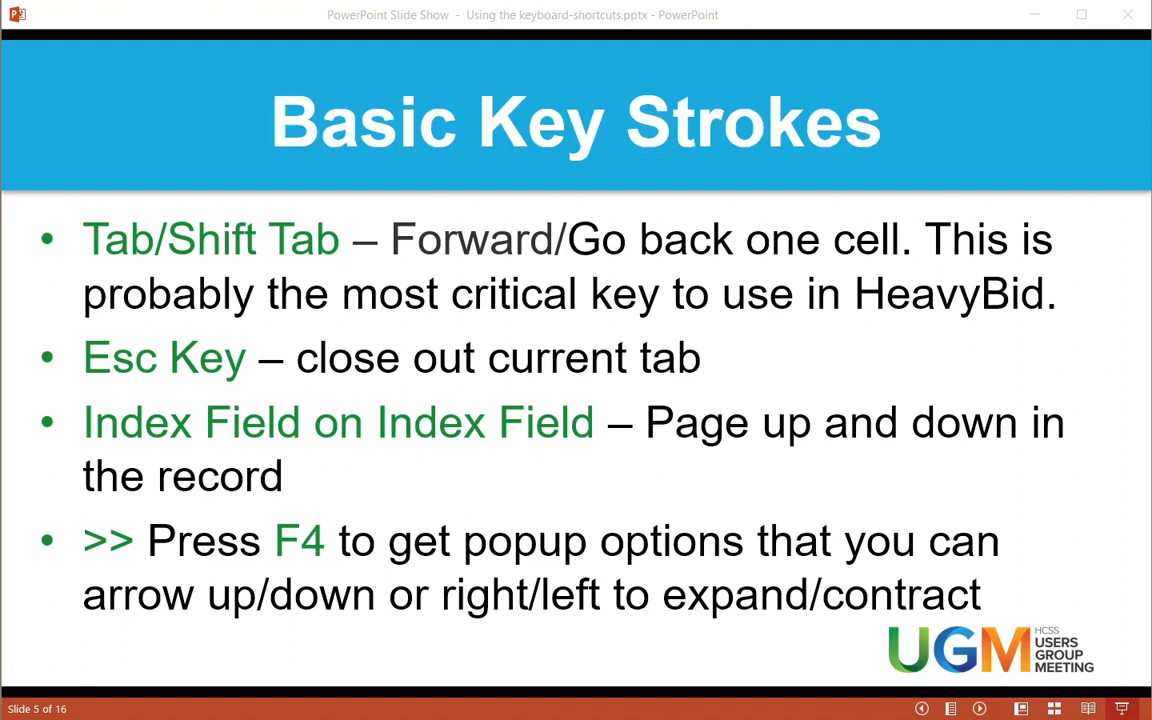 PowerPoint Slide Show - Using the keyboard-shortcuts.pptx - PowerPoint
Basic Key Strokes
• Tab/Shift Tab – Forward/Go back one cell. This is
probably the most critical key to use in HeavyBid.
• Esc Key – close out current tab
• Index Field on Index Field – Page up and down in
the record
• >> Press F4 to get popup options that you can
arrow up/down or right/left to expand/contract
UGM
HCSS
USERS
GROUP
MEETING
Slide 5 of 16